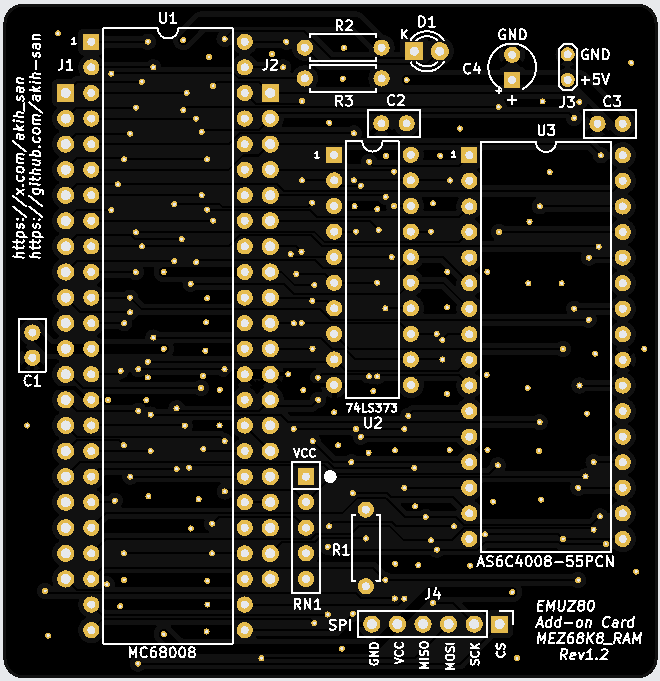 U1
R2
D1
K
GND
C4
+
+
GND
+5V
J3
1
J1
J2
R3
C2
C3
U3
1
1
https://x.com/akih_san
https://github.com/akih-san
C1
74LS373
U2
VCC
R1
RN1
AS6C4008-55PCN
J4
SPI
GND
VCC
MISO
MOSI
SCK
CS
EMUZ80
Add-on Card
MEZ68K8_RAM
Rev1.2
MC68008